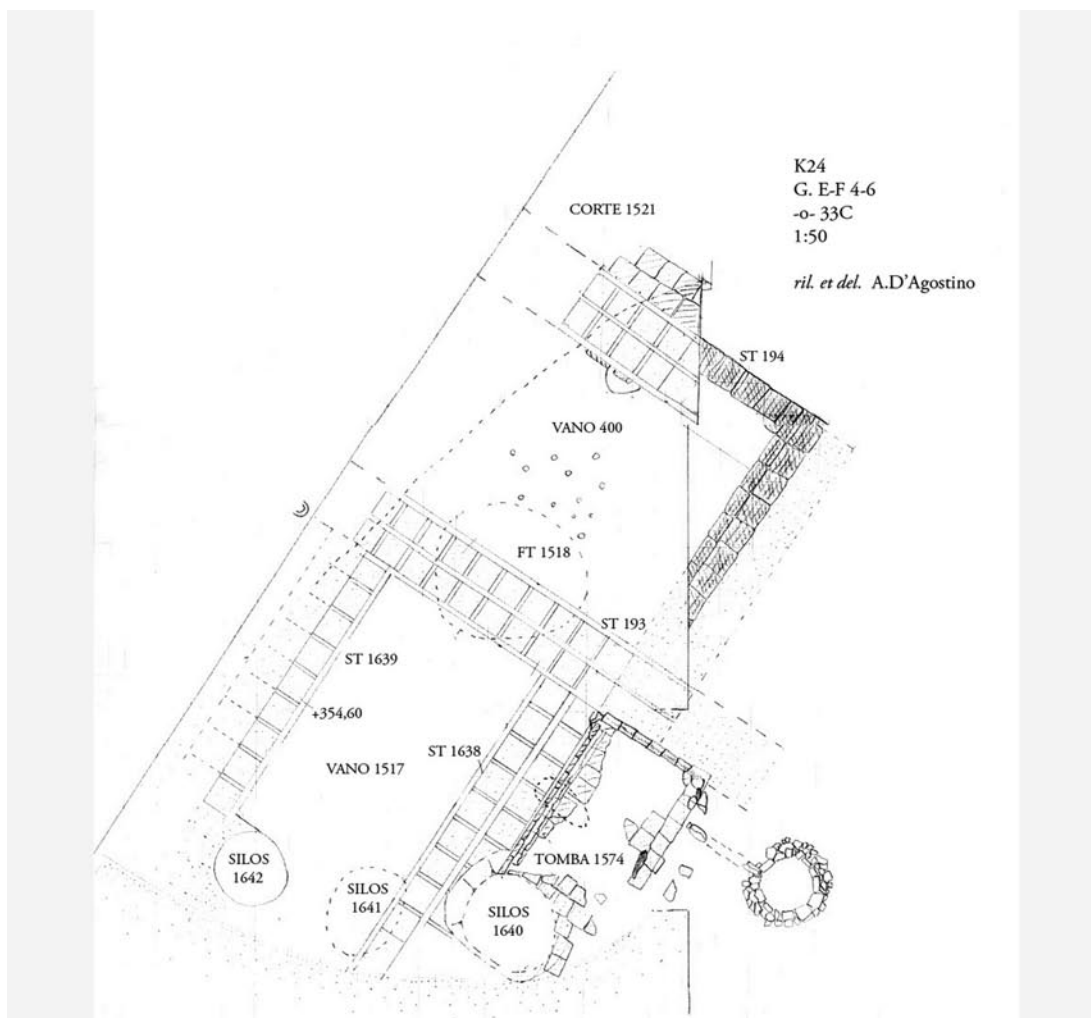 K24
G. E-F 4-6
-o- 33C
1:50
ril. et del. A.D'Agostino
CORTE 1521
ST 194
VANO 400
FT 1518
ST 193
ST 1639
+354,60
ST 1638
VANO 1517
TOMBA 1574
SILOS
1642
SILOS
1641
SILOS
1640